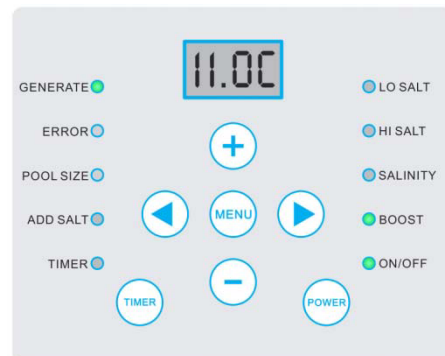 11.0C
GENERATE
ERROR
POOL SIZE
ADD SALT
TIMER
+
MENU
−
TIMER
POWER
LO SALT
HI SALT
SALINITY
BOOST
ON/OFF